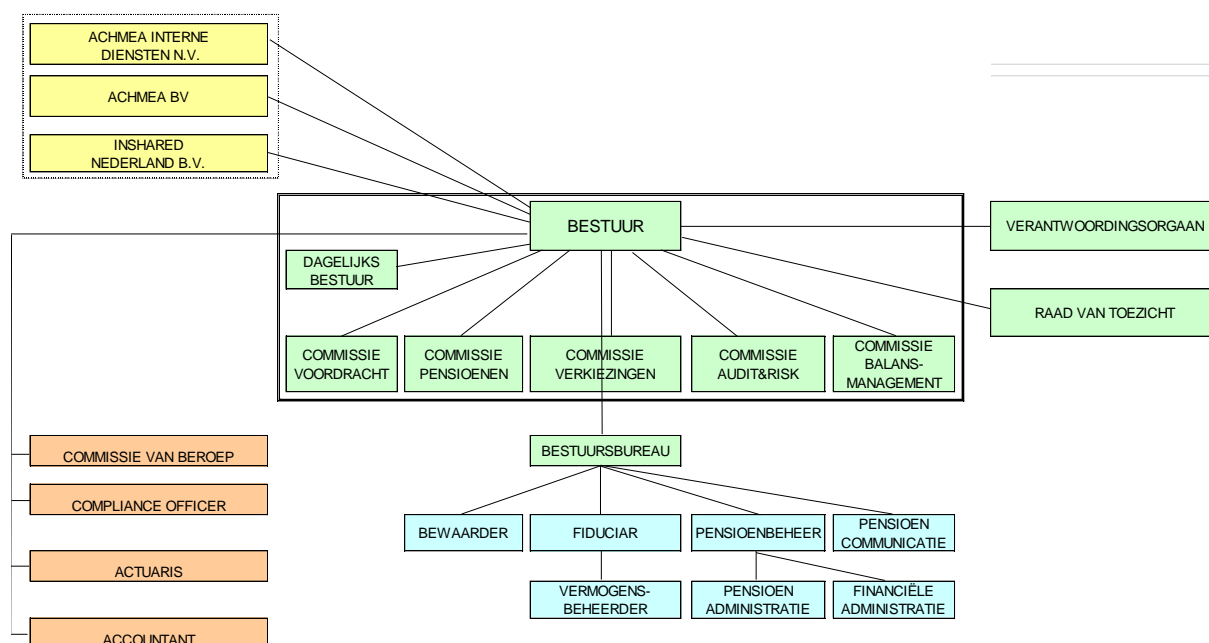 ACHMEA INTERNE
DIENSTEN N.V.
ACHMEA BV
INSHARED
NEDERLAND B.V.
BESTUUR
VERANTWOORDINGSORGAAN
DAGELIJKS
BESTUUR
RAAD VAN TOEZICHT
COMMISSIE
VOORDRACHT
COMMISSIE
PENSIOENEN
COMMISSIE
VERKIEZINGEN
COMMISSIE
AUDIT&RISK
COMMISSIE
BALANS-
MANAGEMENT
COMMISSIE VAN BEROEP
BESTUURSBUREAU
COMPLIANCE OFFICER
BEWAARDER
FIDUCIAR
PENSIOENBEHEER
PENSIOEN
COMMUNICATIE
ACTUARIS
VERMOGENS-
BEHEERDER
PENSIOEN
ADMINISTRATIE
FINANCIËLE
ADMINISTRATIE
ACCOUNTANT